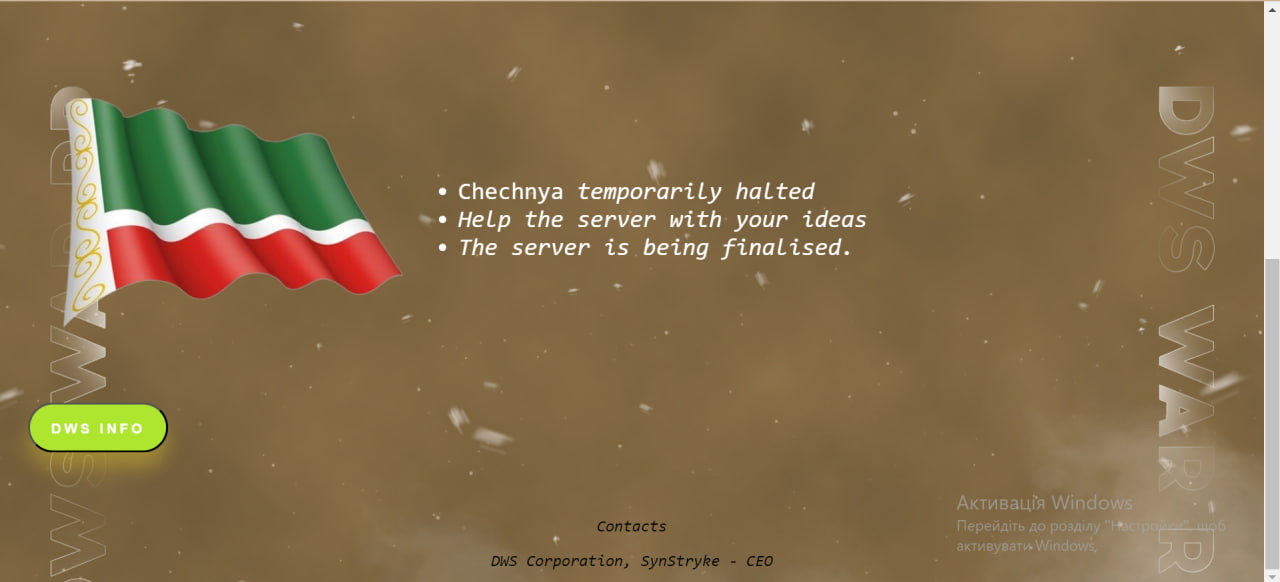 DWS WAR R
Chechnya temporarily halted
Help the server with your ideas
The server is being finalised.
DWS INFO
Активація Windows
Перейдіть до розділу "Настройки", щоб
активувати Windows.
Contacts
DWS Corporation, SynStryke - CEO